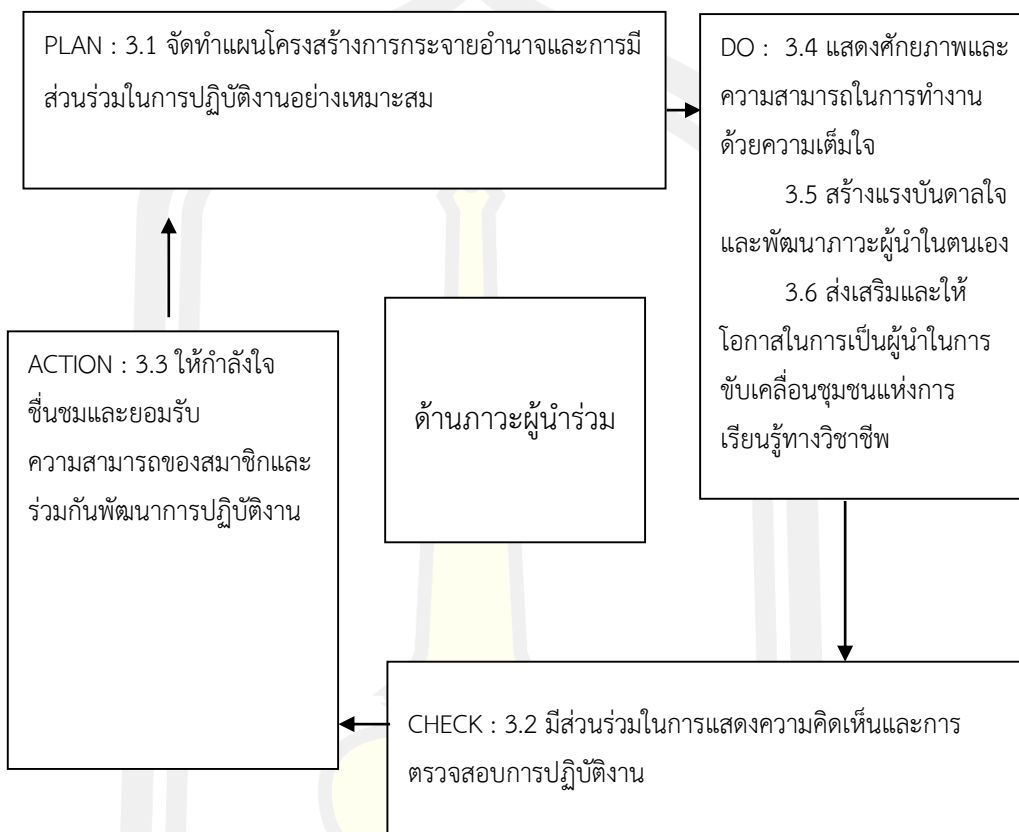 PLAN : 3.1 จัดทำแผนโครงสร้างการกระจายอำนาจและการมี
ส่วนร่วมในการปฏิบัติงานอย่างเหมาะสม
DO :  3.4 แสดงศักยภาพและ
ความสามารถในการทำงาน
ด้วยความเต็มใจ
3.5 สร้างแรงบันดาลใจ
และพัฒนาภาวะผู้นำในตนเอง
3.6 ส่งเสริมและให้
โอกาสในการเป็นผู้นำในการ
ขับเคลื่อนชุมชนแห่งการ
เรียนรู้ทางวิชาชีพ
ด้านภาวะผู้นำร่วม
ACTION : 3.3 ให้กำลังใจ
ชื่นชมและยอมรับ
ความสามารถของสมาชิกและ
ร่วมกันพัฒนาการปฏิบัติงาน
CHECK : 3.2 มีส่วนร่วมในการแสดงความคิดเห็นและการ
ตรวจสอบการปฏิบัติงาน